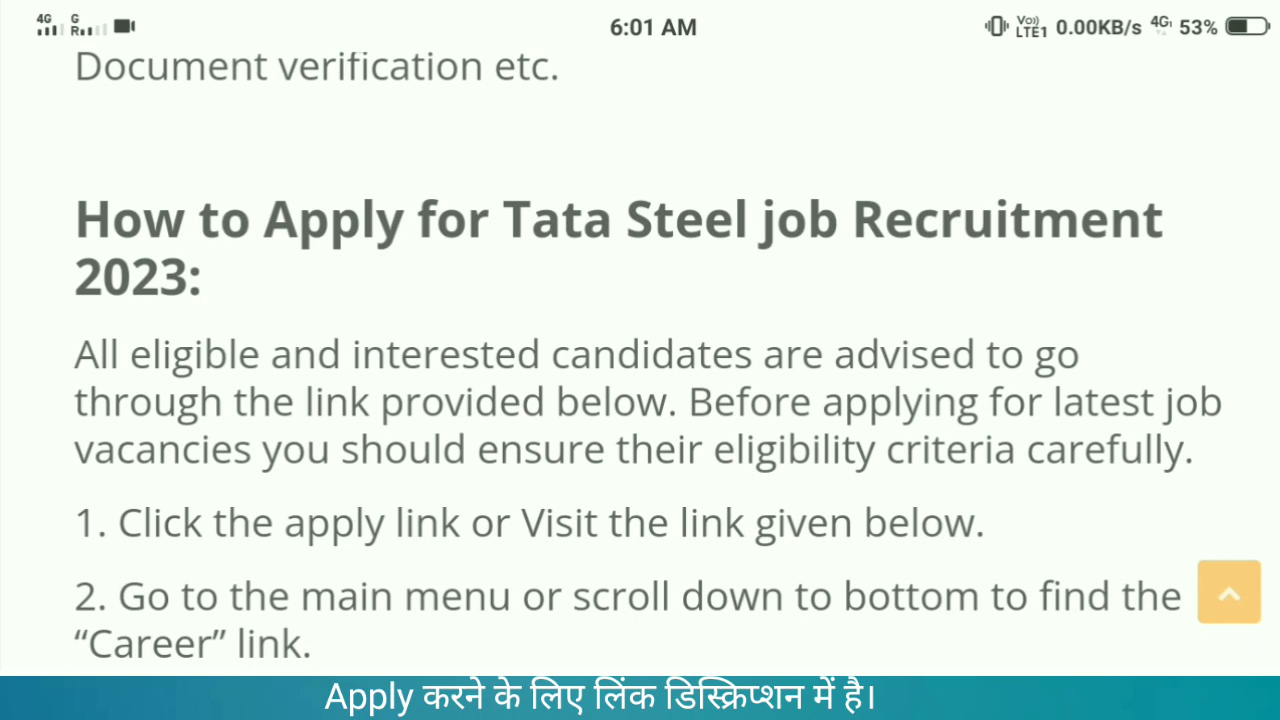 4G G R 6:01 AM Vo)) LTE1 0.00KB/s 4G 53%
Document verification etc.
How to Apply for Tata Steel job Recruitment
2023:
All eligible and interested candidates are advised to go
through the link provided below. Before applying for latest job
vacancies you should ensure their eligibility criteria carefully.
1. Click the apply link or Visit the link given below.
2. Go to the main menu or scroll down to bottom to find the
“Career” link.
Apply करने के लिए लिंक डिस्क्रिप्शन में है।